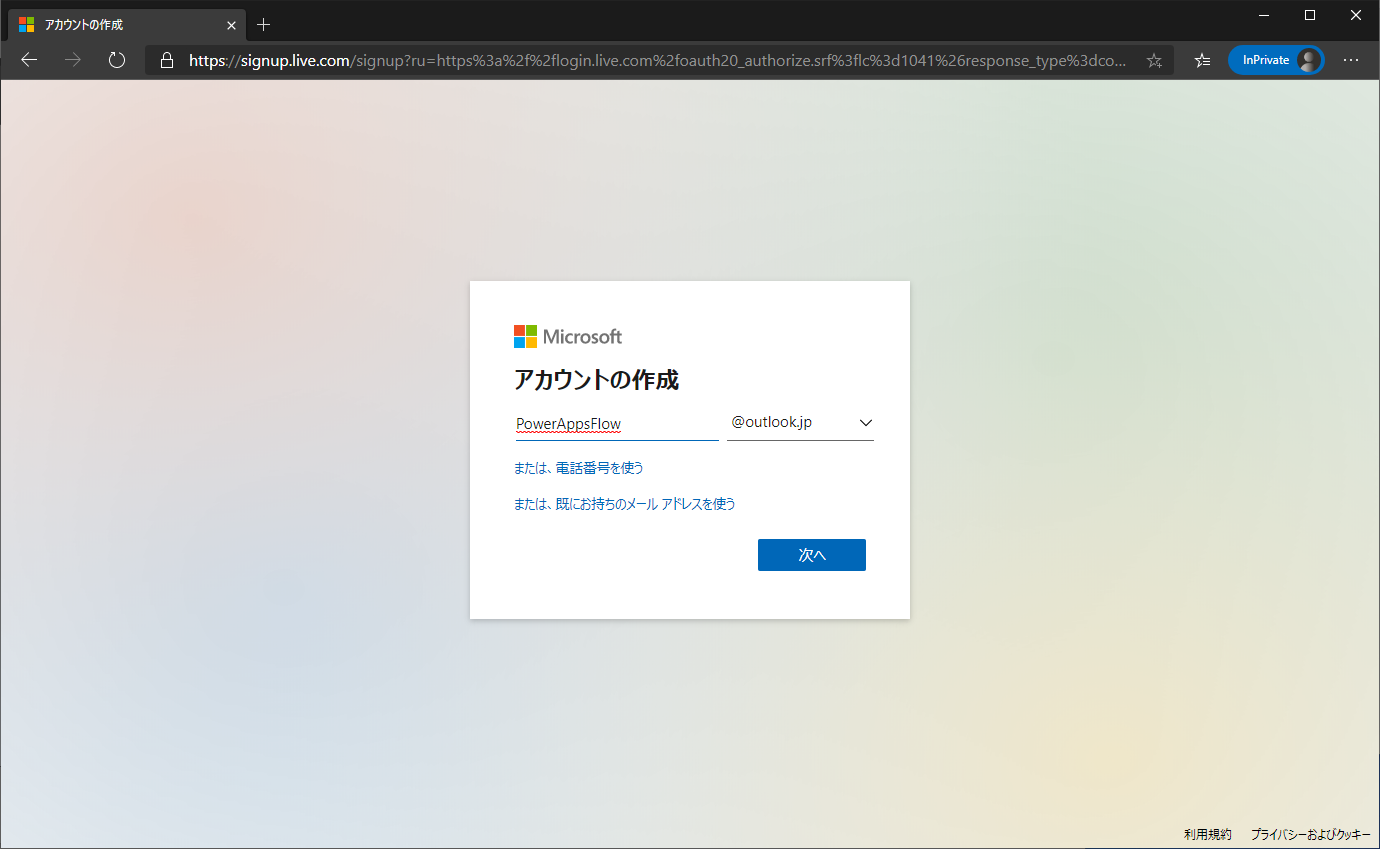 アカウントの作成
https://signup.live.com/signup?ru=https%3a%2f%2flogin.live.com%2foauth20_authorize.srf%3flc%3d1041%26response_type%3dco...
InPrivate
Microsoft
アカウントの作成
PowerAppsFlow @outlook.jp
または、電話番号を使う
または、既にお持ちのメール アドレスを使う
次へ
利用規約 プライバシーおよびクッキー